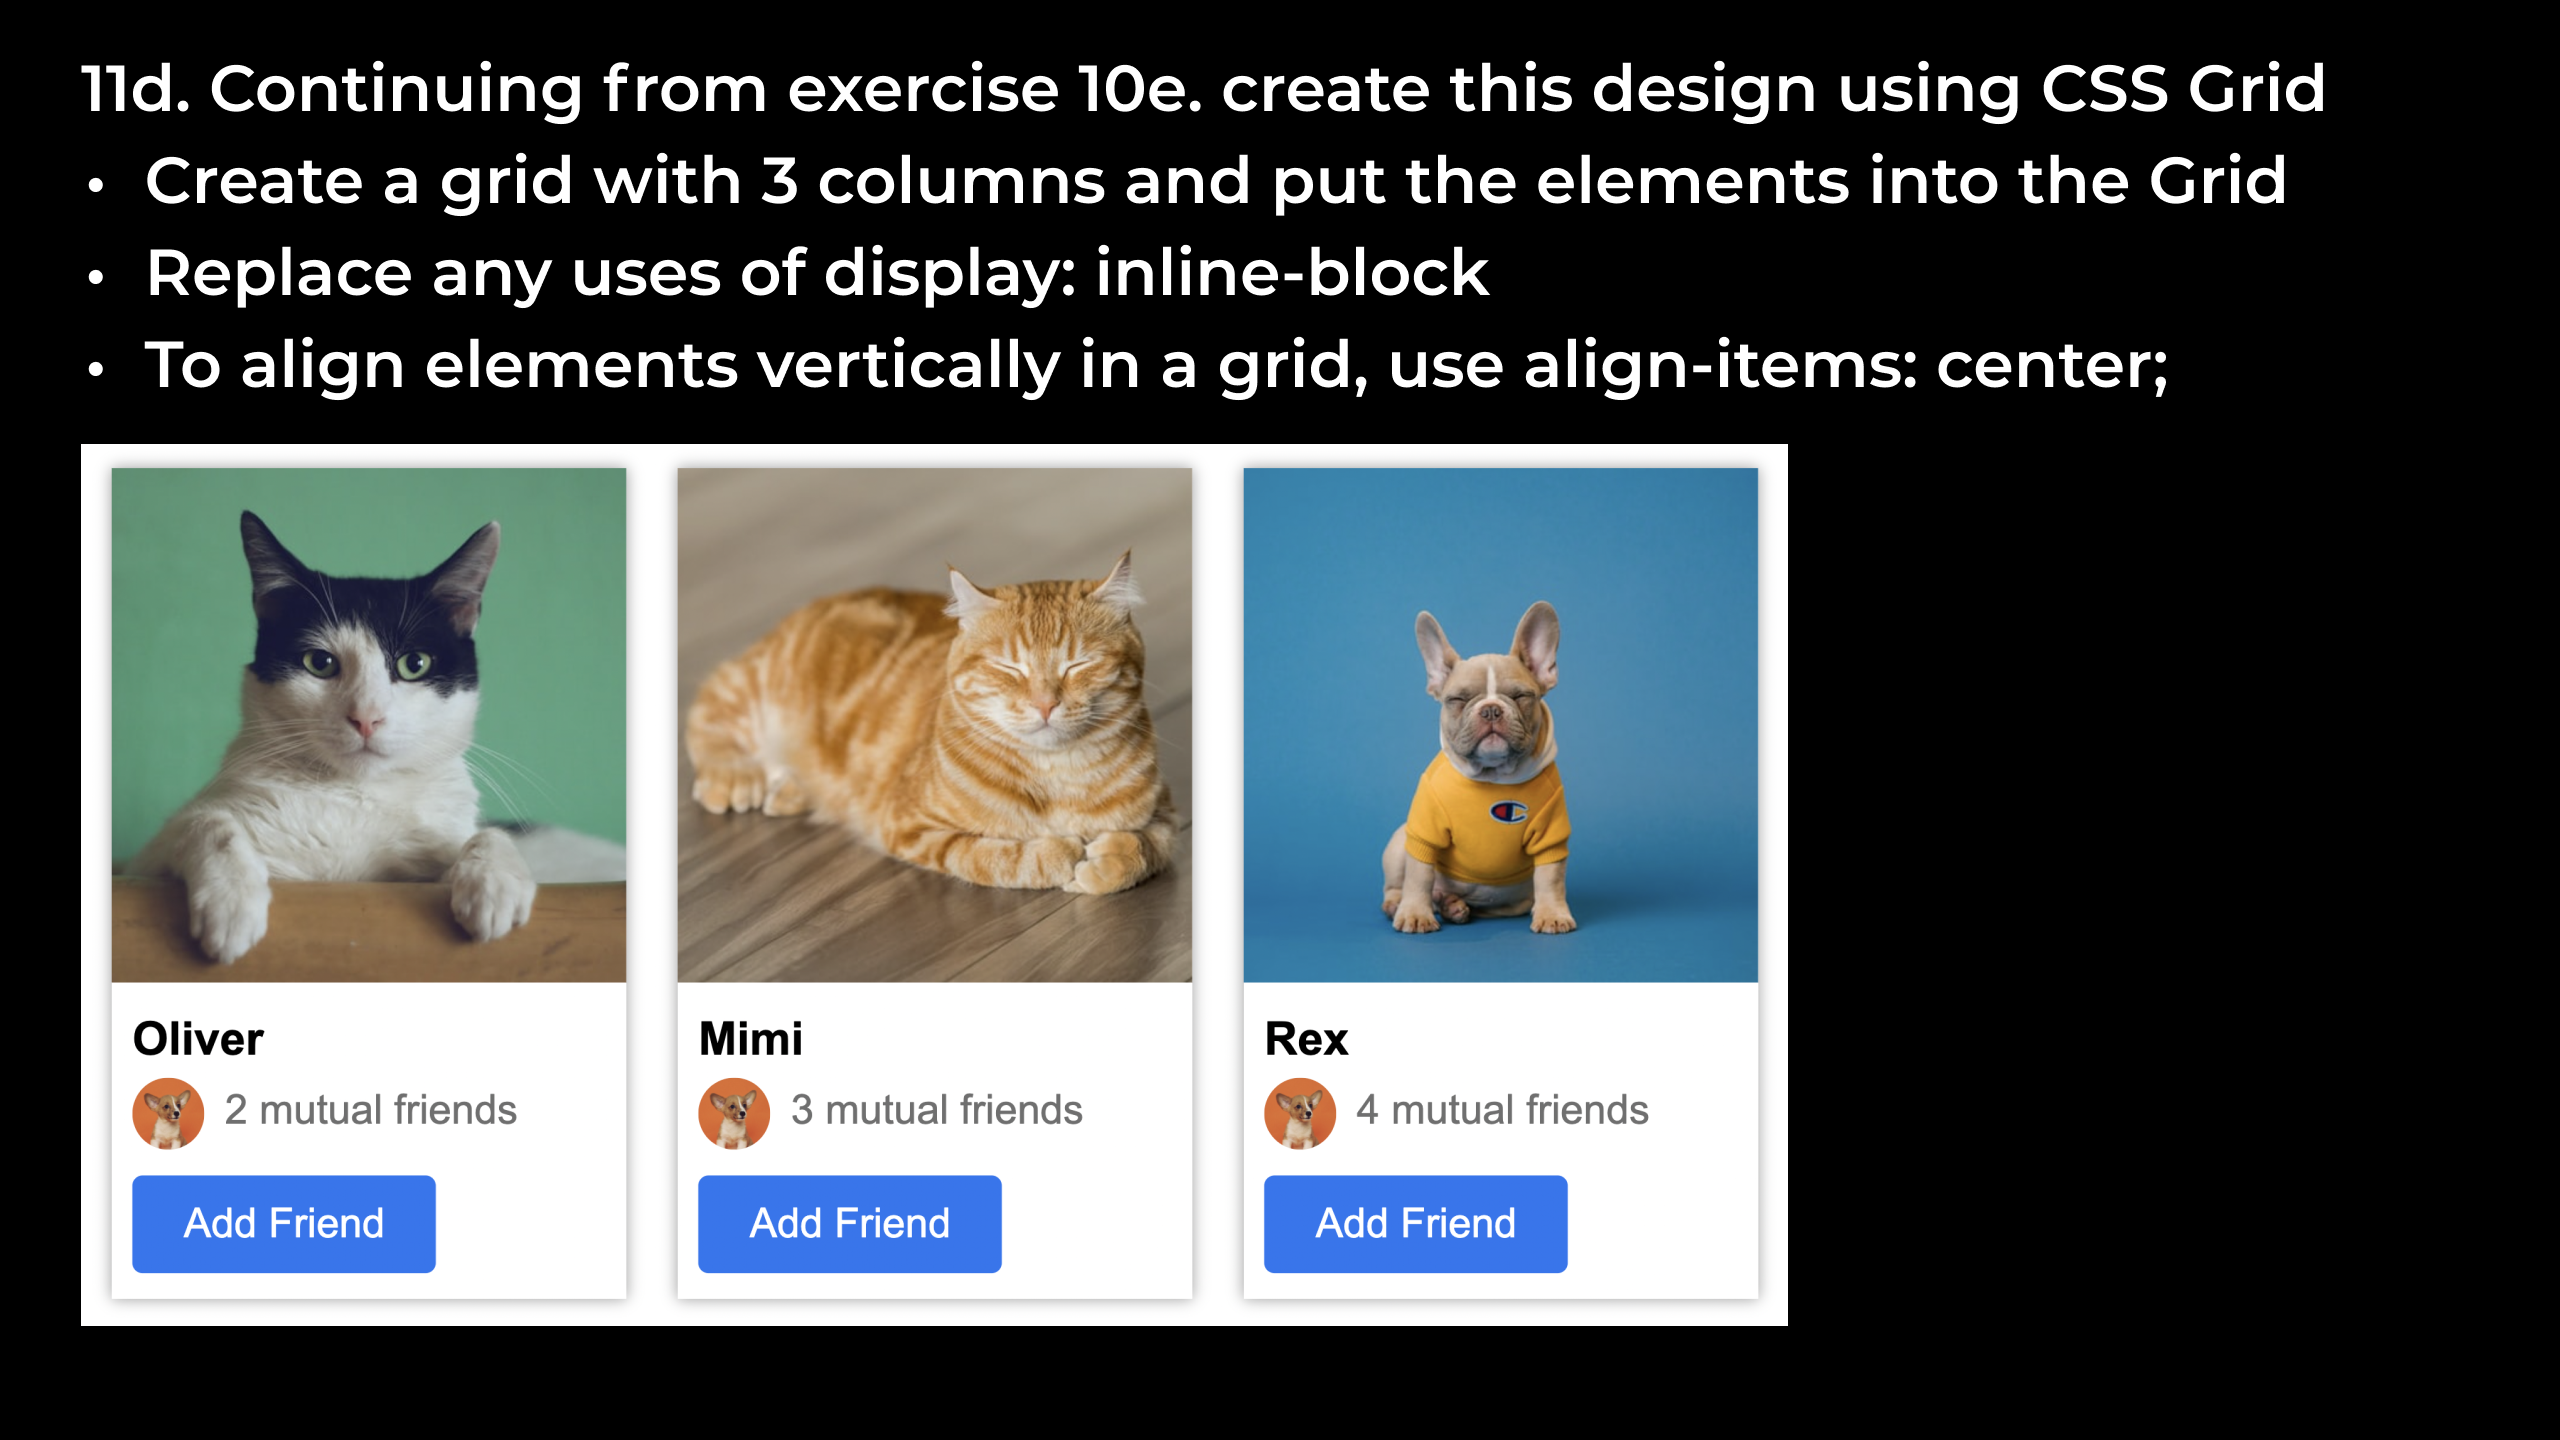 11d. Continuing from exercise 10e. create this design using CSS Grid
• Create a grid with 3 columns and put the elements into the Grid
• Replace any uses of display: inline-block
• To align elements vertically in a grid, use align-items: center;
Oliver
2 mutual friends
Add Friend
Mimi
3 mutual friends
Add Friend
Rex
4 mutual friends
Add Friend